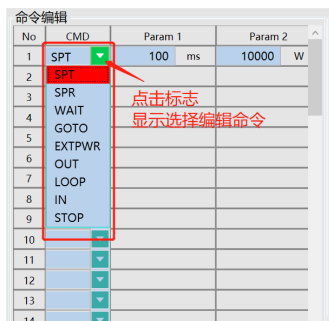 命令编辑
No CMD Param 1 Param 2
1 SPT 100 ms 10000 W
2 SPT
3 SPR
4 WAIT
5 GOTO
6 EXTPWR
7 OUT
8 LOOP
9 IN
STOP
点击标志
显示选择编辑命令
10
11
12
13
14